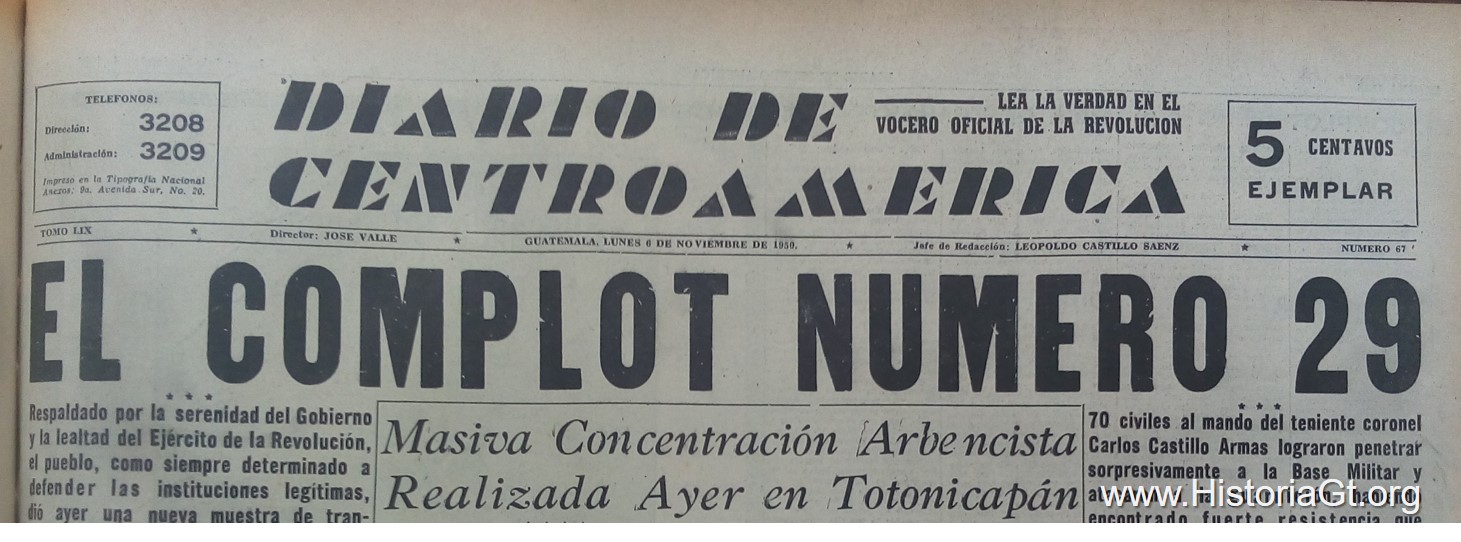 TELEFONOS:
Dirección: 3208
Administración: 3209
Impreso en la Tipografía Nacional
Anexos: 9a. Avenida Sur, No. 20.
DIARIO DE
CENTROAMERICA
LEA LA VERDAD EN EL
VOCERO OFICIAL DE LA REVOLUCION
5 CENTAVOS
EJEMPLAR
TOMO LIX
Director: JOSE VALLE
GUATEMALA, LUNES 6 DE NOVIEMBRE DE 1950.
Jefe de Redacción: LEOPOLDO CASTILLO SAENZ
NUMERO 67
EL COMPLOT NUMERO 29
Respaldado por la serenidad del Gobierno
y la lealtad del Ejército de la Revolución,
el pueblo, como siempre determinado a
defender las instituciones legítimas,
dió ayer una nueva muestra de tran-
Masiva Concentración Arbencista
Realizada Ayer en Totonicapán
70 civiles al mando del teniente coronel
Carlos Castillo Armas lograron penetrar
sorpresivamente a la Base Militar y
encontrado fuerte resistencia que
www.HistoriaGt.org